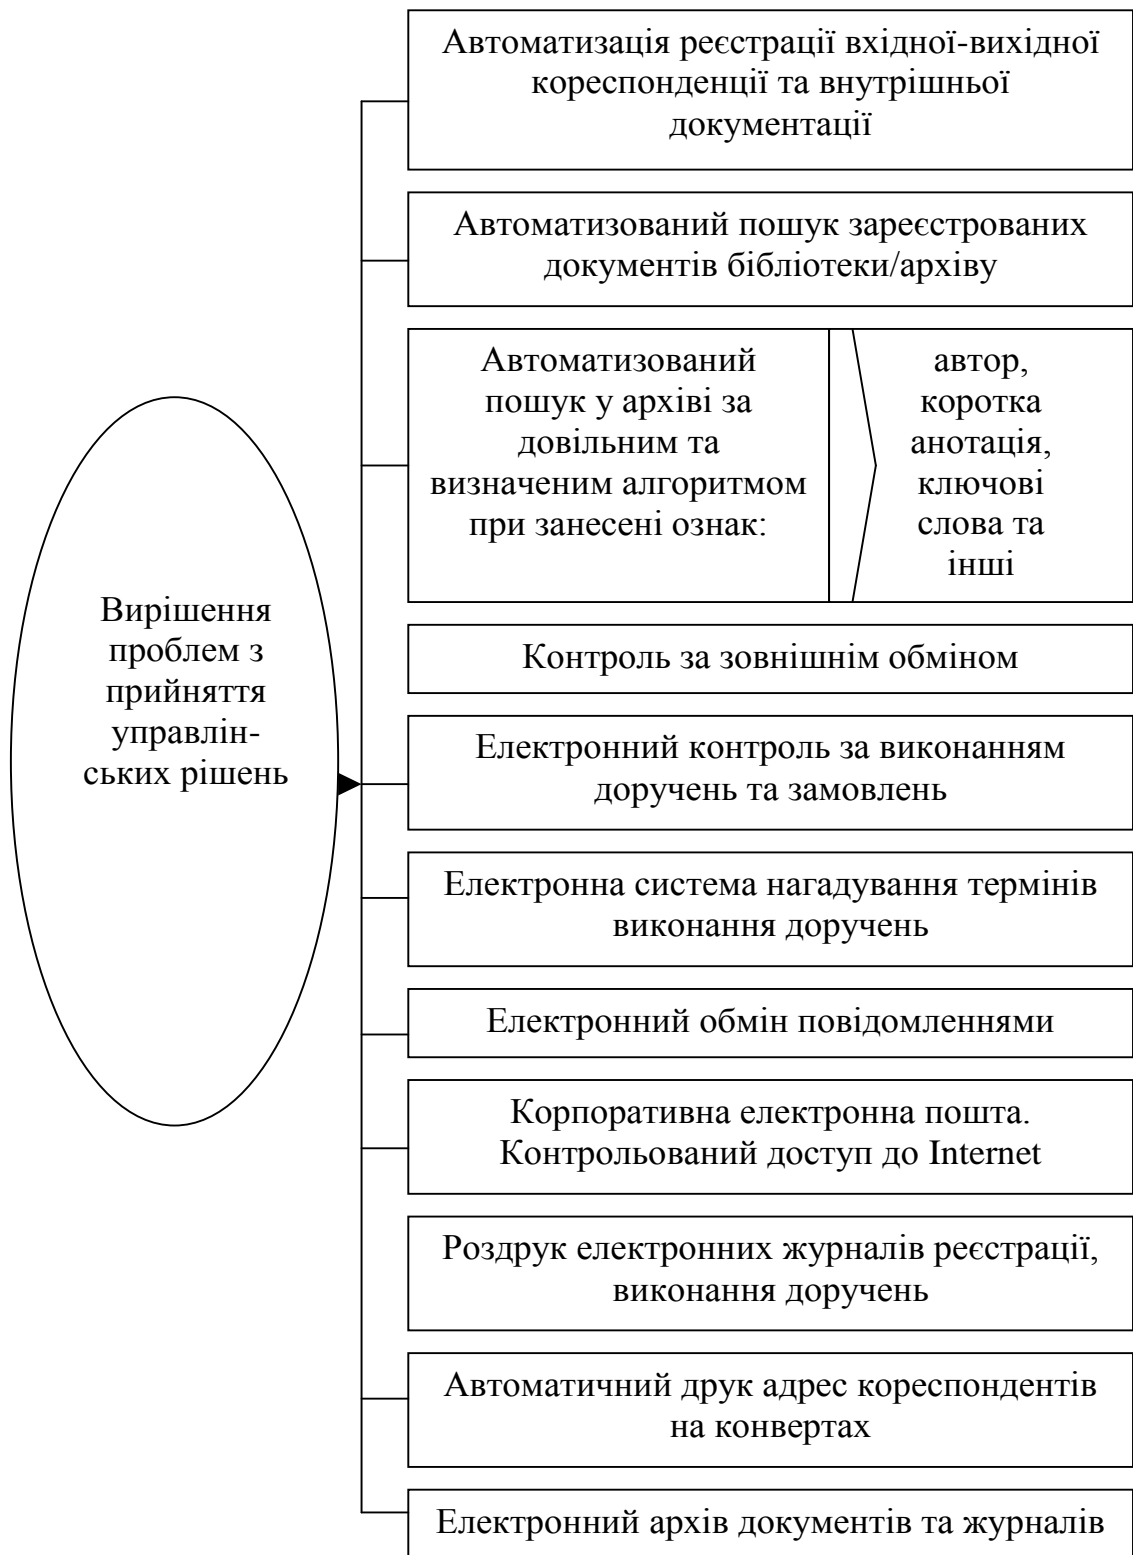 Автоматизація реєстрації вхідної-вихідної
кореспонденції та внутрішньої
документації
Автоматизований пошук зареєстрованих
документів бібліотеки/архіву
Автоматизований
пошук у архіві за
довільним та
визначеним алгоритмом
при занесені ознак:
автор,
коротка
анотація,
ключові
слова та
інші
Вирішення
проблем з
прийняття
управлін-
ських рішень
Контроль за зовнішнім обміном
Електронний контроль за виконанням
доручень та замовлень
Електронна система нагадування термінів
виконання доручень
Електронний обмін повідомленнями
Корпоративна електронна пошта.
Контрольований доступ до Internet
Роздрук електронних журналів реєстрації,
виконання доручень
Автоматичний друк адрес кореспондентів
на конвертах
Електронний архів документів та журналів